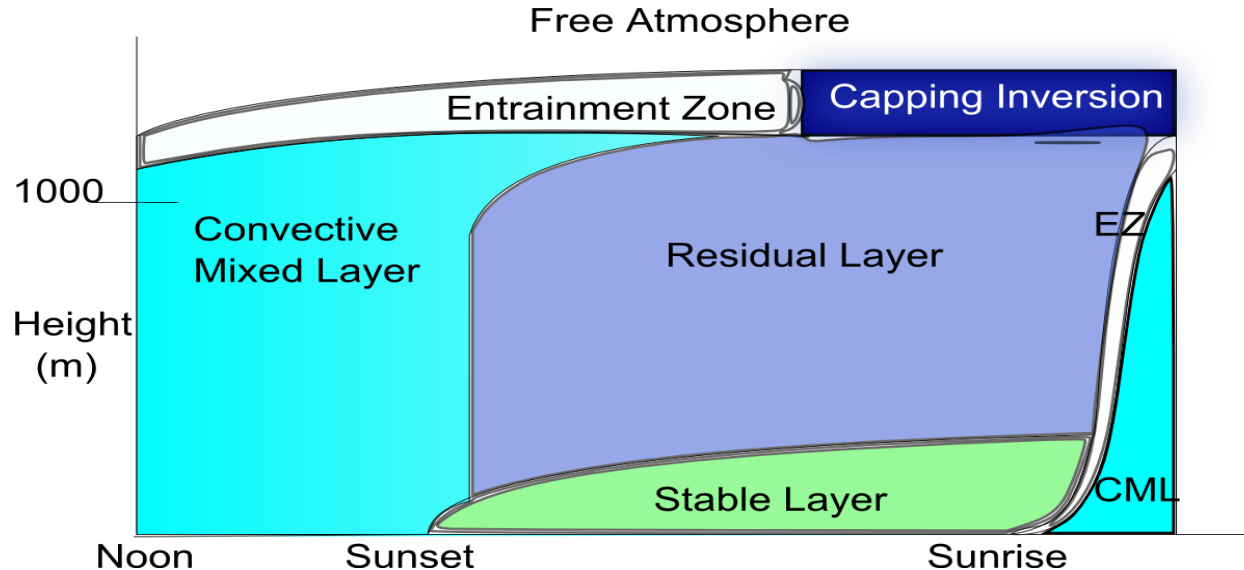 Free Atmosphere
Entrainment Zone
Capping Inversion
1000
Convective
Mixed Layer
EZ
Residual Layer
Height
(m)
Stable Layer
CML
Noon
Sunset
Sunrise